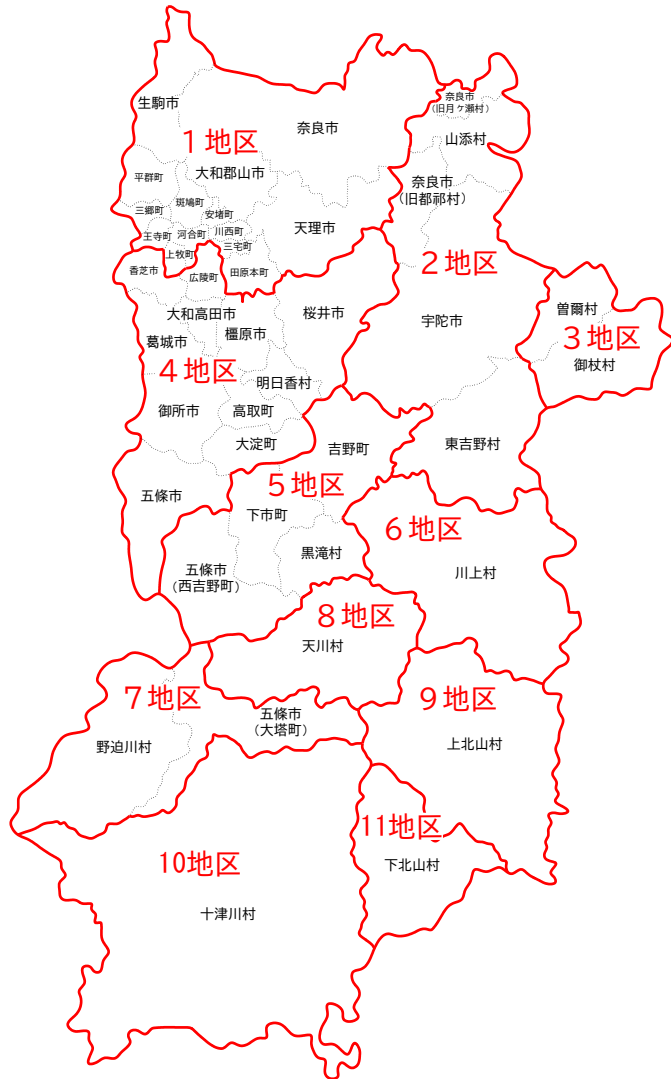 生駒市
奈良市
奈良市
(旧月ヶ瀬村)
山添村
1地区
平群町
大和郡山市
奈良市
(旧都祁村)
斑鳩町
三郷町
安堵町
天理市
王寺町
河合町
川西町
三宅町
上牧町
2地区
香芝市
広陵町
田原本町
大和高田市
桜井市
宇陀市
曽爾村
葛城市
橿原市
3地区
御杖村
4地区
明日香村
御所市
高取町
大淀町
吉野町
東吉野村
5地区
五條市
下市町
6地区
黒滝村
五條市
(西吉野町)
川上村
8地区
天川村
7地区
9地区
五條市
(大塔町)
野迫川村
上北山村
11地区
10地区
下北山村
十津川村